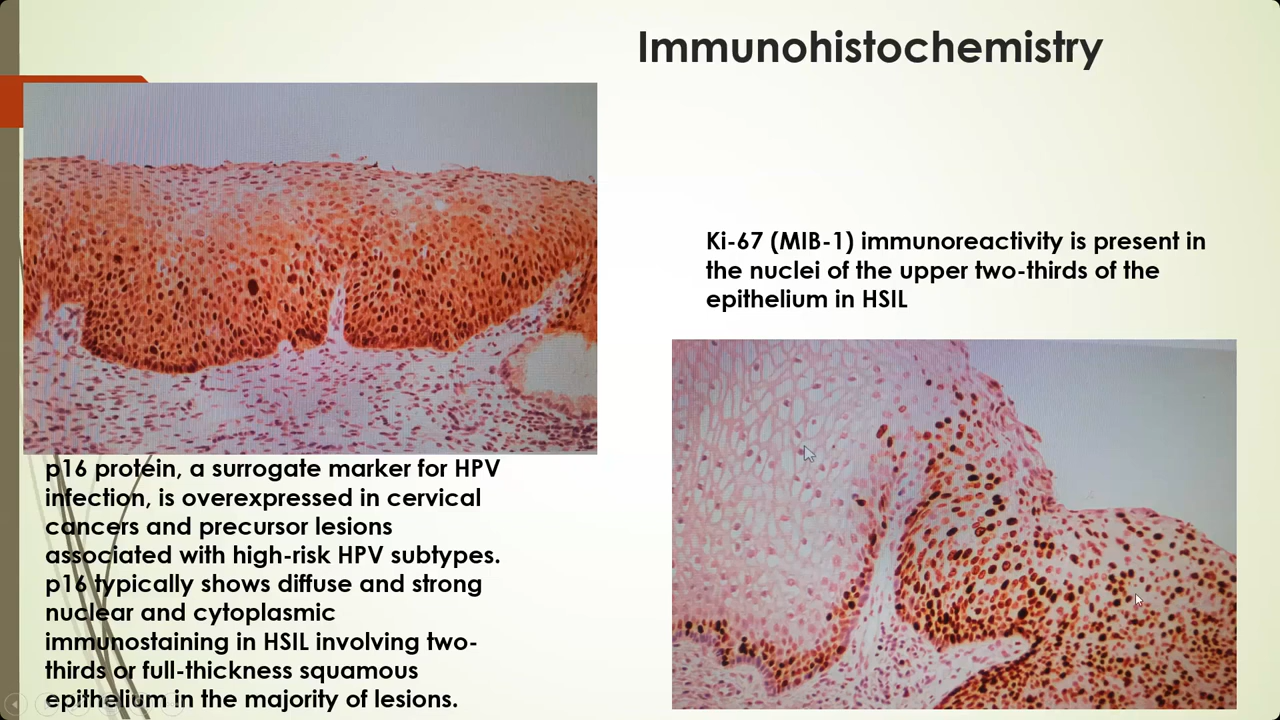 Immunohistochemistry
Ki-67 (MIB-1) immunoreactivity is present in
the nuclei of the upper two-thirds of the
epithelium in HSIL
p16 protein, a surrogate marker for HPV
infection, is overexpressed in cervical
cancers and precursor lesions
associated with high-risk HPV subtypes.
p16 typically shows diffuse and strong
nuclear and cytoplasmic
immunostaining in HSIL involving two-
thirds or full-thickness squamous
epithelium in the majority of lesions.